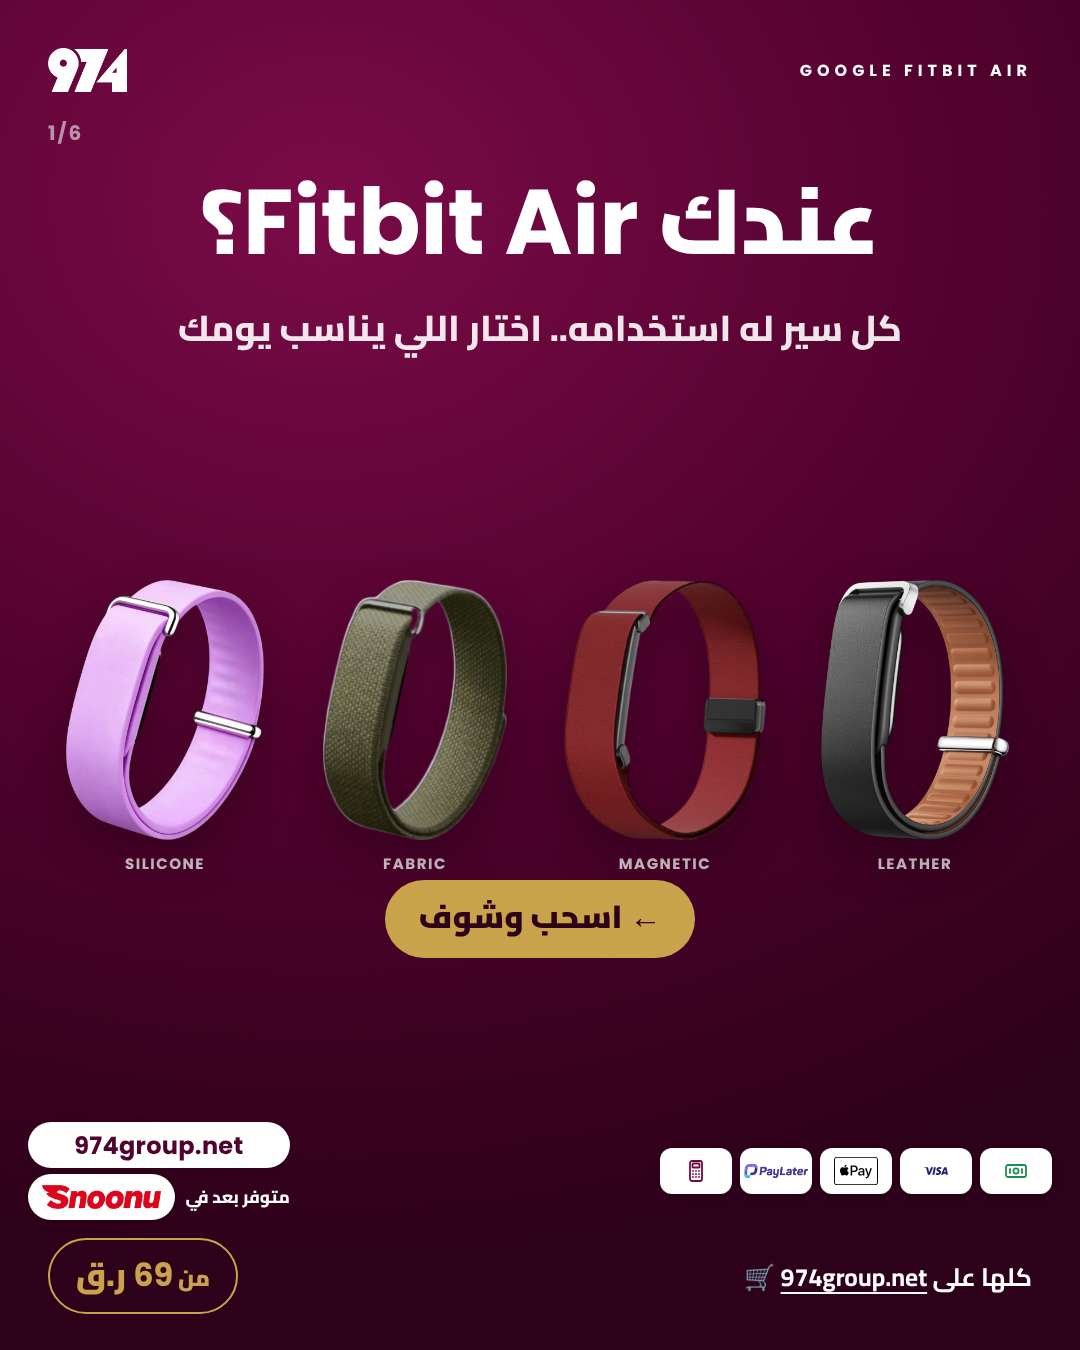 974
GOOGLE FITBIT AIR
1/6
عندك Fitbit Air؟
كل سير له استخدامه.. اختار اللي يناسب يومك
SILICONE
FABRIC
MAGNETIC
LEATHER
← اسحب وشوف
974group.net
متوفر بعد في Snoonu
PayLater
Pay
VISA
من 69 ر.ق
كلها على 974group.net 🛒